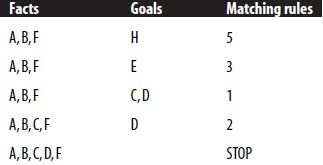 Facts Goals Matching rules
A, B, F H 5
A, B, F E 3
A, B, F C, D 1
A, B, C, F D 2
A, B, C, D, F STOP